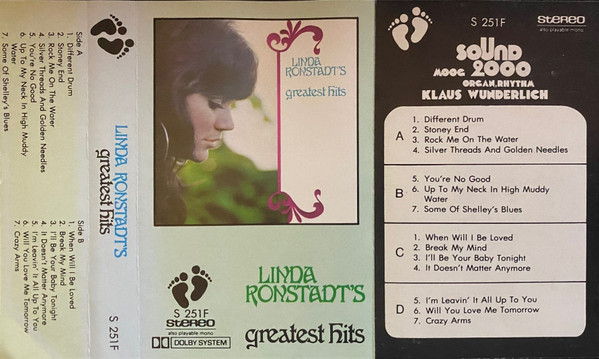 Side A
1. Different Drum
2. Stoney End
3. Rock Me On The Water
4. Silver Threads And Golden Needles
5. You're No Good
6. Up To My Neck In High Muddy
Water
7. Some Of Shelley's Blues
Side B
1. When Will I Be Loved
2. Break My Mind
3. I'll Be Your Baby Tonight
4. It Doesn't Matter Anymore
5. I'm Leavin' It All Up To You
6. Will You Love Me Tomorrow
7. Crazy Arms
LINDA RONSTADT'S
greatest hits
S 251F
LINDA
RONSTADT'S
greatest hits
LINDA
RONSTADT'S
greatest hits
S 251F
stereo
also playable mono
DOLBY SYSTEM
S 251F
stereo
also playable mono
SOUND
MOOG 2000
ORGAN, RHYTHM
KLAUS WUNDERLICH
A
1. Different Drum
2. Stoney End
3. Rock Me On The Water
4. Silver Threads And Golden Needles
B
5. You're No Good
6. Up To My Neck In High Muddy
Water
7. Some Of Shelley's Blues
C
1. When Will I Be Loved
2. Break My Mind
3. I'll Be Your Baby Tonight
4. It Doesn't Matter Anymore
D
5. I'm Leavin' It All Up To You
6. Will You Love Me Tomorrow
7. Crazy Arms